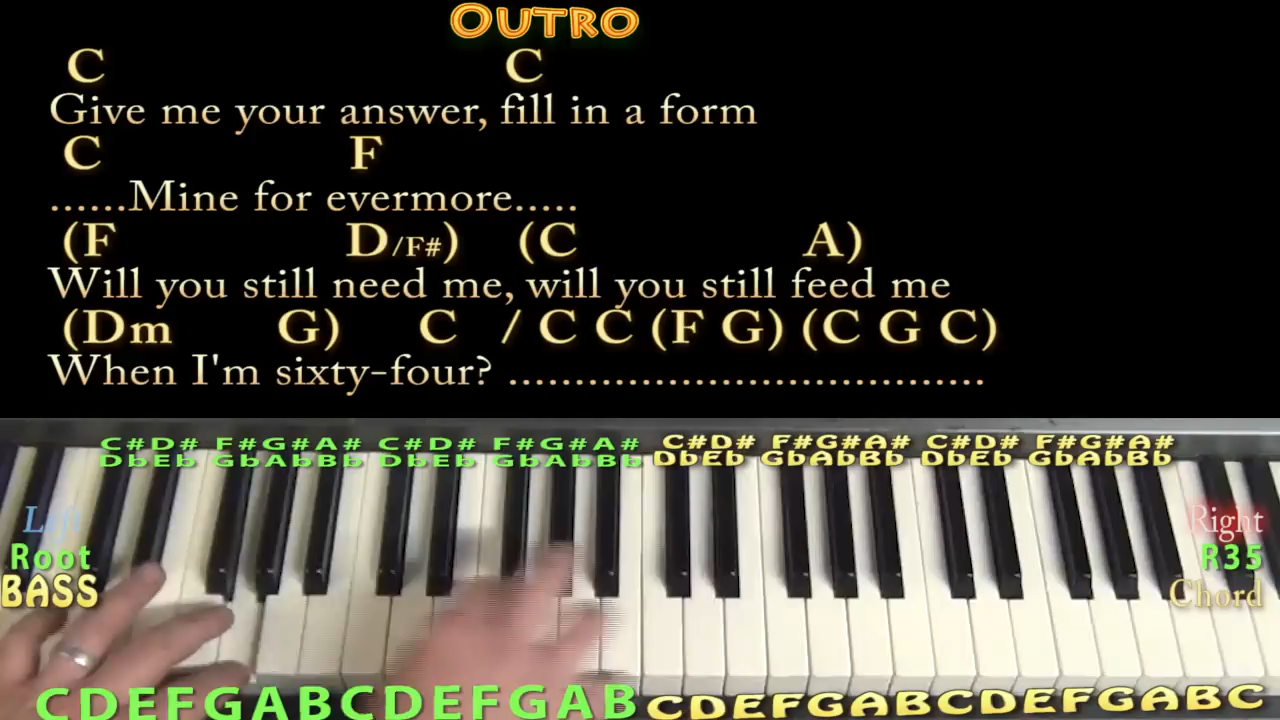 OUTRO
C C
Give me your answer, fill in a form
C F
......Mine for evermore.....
(F D/F#) (C A)
Will you still need me, will you still feed me
(Dm G) C / C C (F G) (C G C)
When I'm sixty-four? ....................................
C#D# F#G#A# C#D# F#G#A# C#D# F#G#A# C#D# F#G#A#
DbEb GbAbBb DbEb GbAbBb DbEb GbAbBb DbEb GbAbBb
Left
Root
BASS
Right
R35
Chord
CDEFGABCDEFGAB CDEFGABCDEFGABC